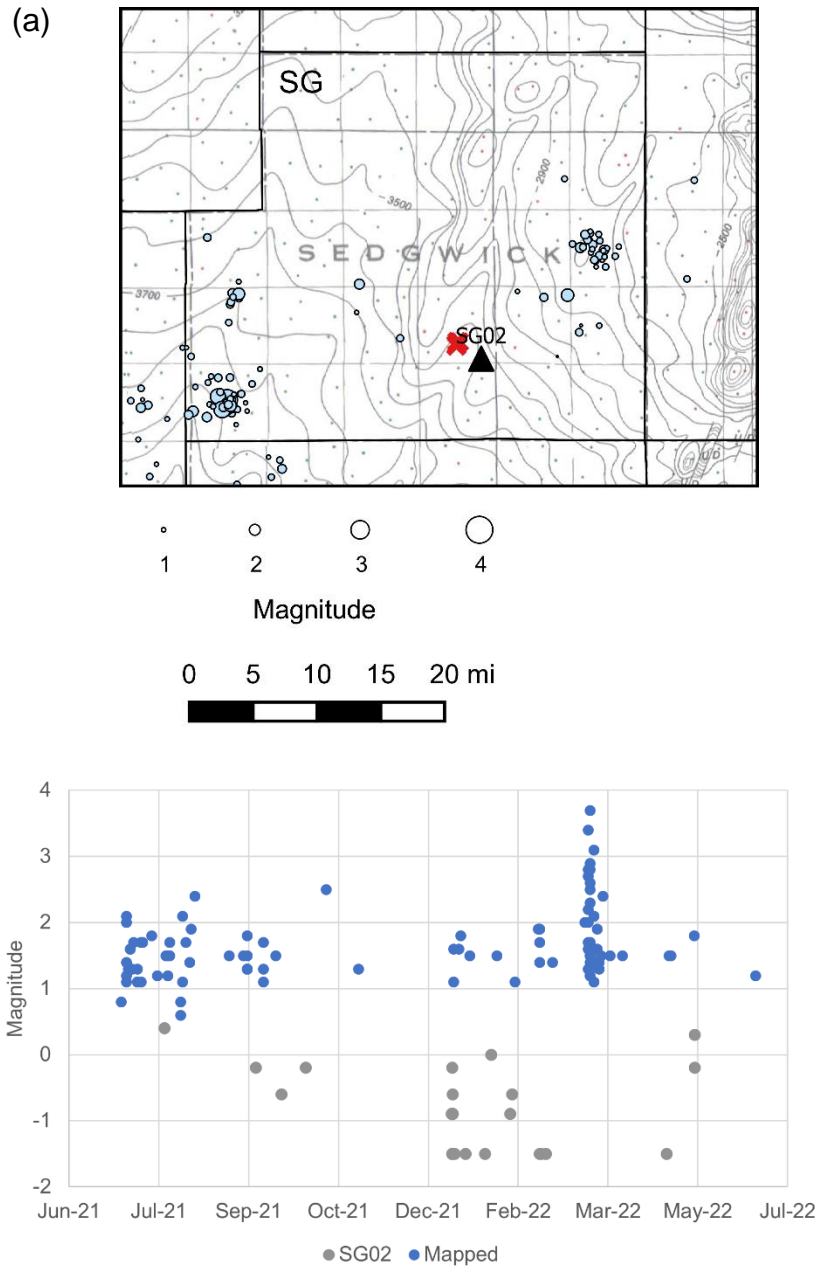 (a)
SG
2900
3500
SEDGWICK
2500
3700
SG02
1 2 3 4
Magnitude
0 5 10 15 20 mi
4
3
2
1
0
-1
-2
Magnitude
Jun-21 Jul-21 Sep-21 Oct-21 Dec-21 Feb-22 Mar-22 May-22 Jul-22
SG02 Mapped